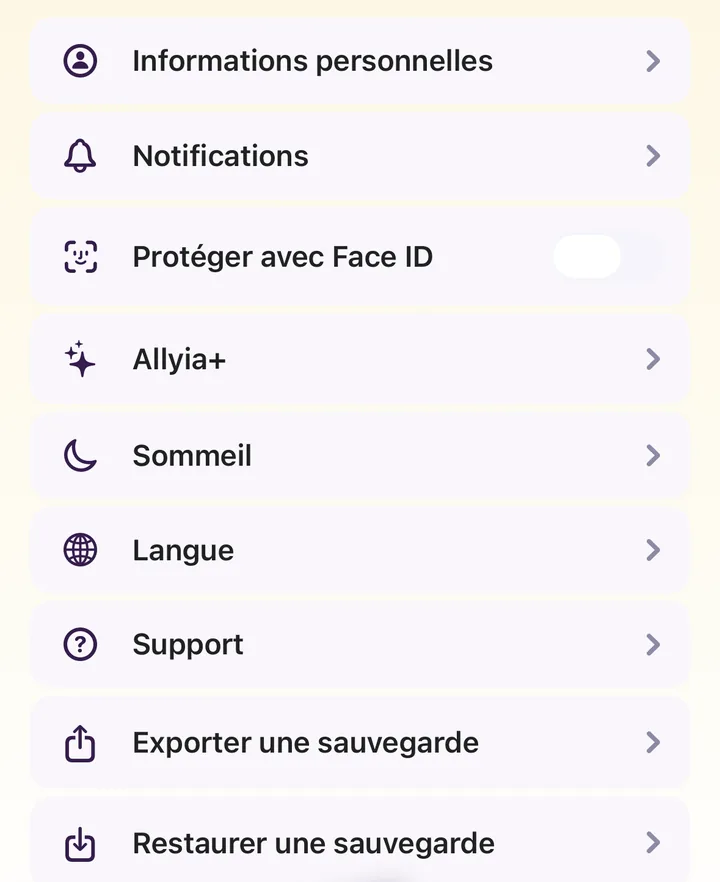 Informations personnelles
Notifications
Protéger avec Face ID
Allyia+
Sommeil
Langue
Support
Exporter une sauvegarde
Restaurer une sauvegarde